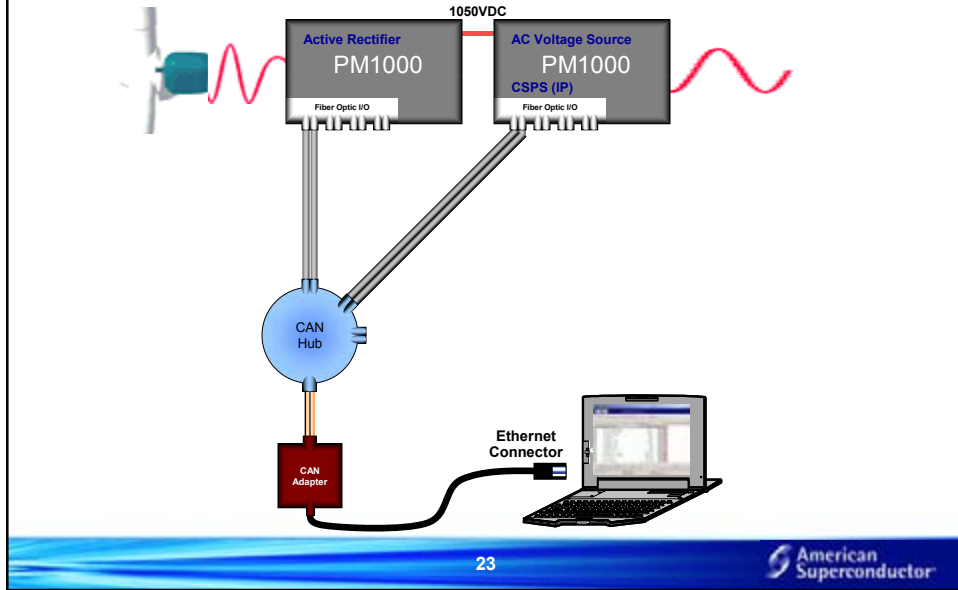 1050VDC
Active Rectifier
PM1000
Fiber Optic I/O
AC Voltage Source
PM1000
CSPS (IP)
Fiber Optic I/O
CAN
Hub
CAN
Adapter
Ethernet
Connector
23
American
Superconductor